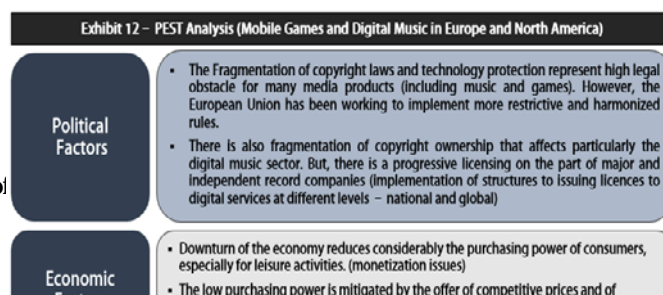 Exhibit 12 – PEST Analysis (Mobile Games and Digital Music in Europe and North America)
Political
Factors
▪ The Fragmentation of copyright laws and technology protection represent high legal
obstacle for many media products (including music and games). However, the
European Union has been working to implement more restrictive and harmonized
rules.
▪ There is also fragmentation of copyright ownership that affects particularly the
digital music sector. But, there is a progressive licensing on the part of major and
independent record companies (implementation of structures to issuing licences to
digital services at different levels – national and global)
of
Economic
▪ Downturn of the economy reduces considerably the purchasing power of consumers,
especially for leisure activities. (monetization issues)
▪ The low purchasing power is mitigated by the offer of competitive prices and of